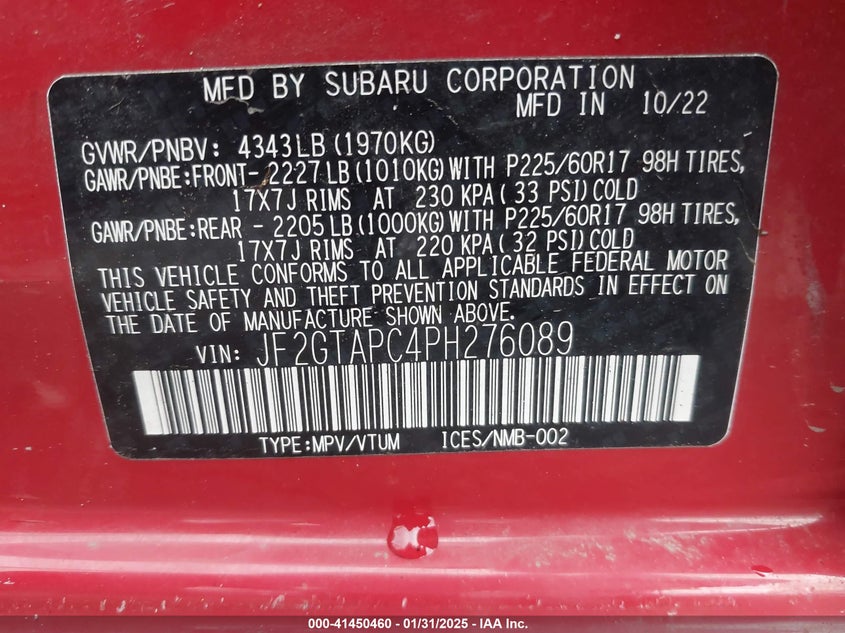 MFD BY SUBARU CORPORATION
MFD IN 10/22
GVWR/PNBV: 4343LB (1970KG)
GAWR/PNBE:FRONT- 2227LB (1010KG) WITH P225/60R17 98H TIRES,
17X7J RIMS AT 230 KPA (33 PSI) COLD
GAWR/PNBE:REAR - 2205LB (1000KG) WITH P225/60R17 98H TIRES,
17X7J RIMS AT 220 KPA (32 PSI) COLD
THIS VEHICLE CONFORMS TO ALL APPLICABLE FEDERAL MOTOR
VEHICLE SAFETY AND THEFT PREVENTION STANDARDS IN EFFECT ON
THE DATE OF MANUFACTURE SHOWN ABOVE.
VIN: JF2GTAPC4PH276089
TYPE:MPV/VTUM ICES/NMB-002
000-41450460 - 01/31/2025 - IAA Inc.